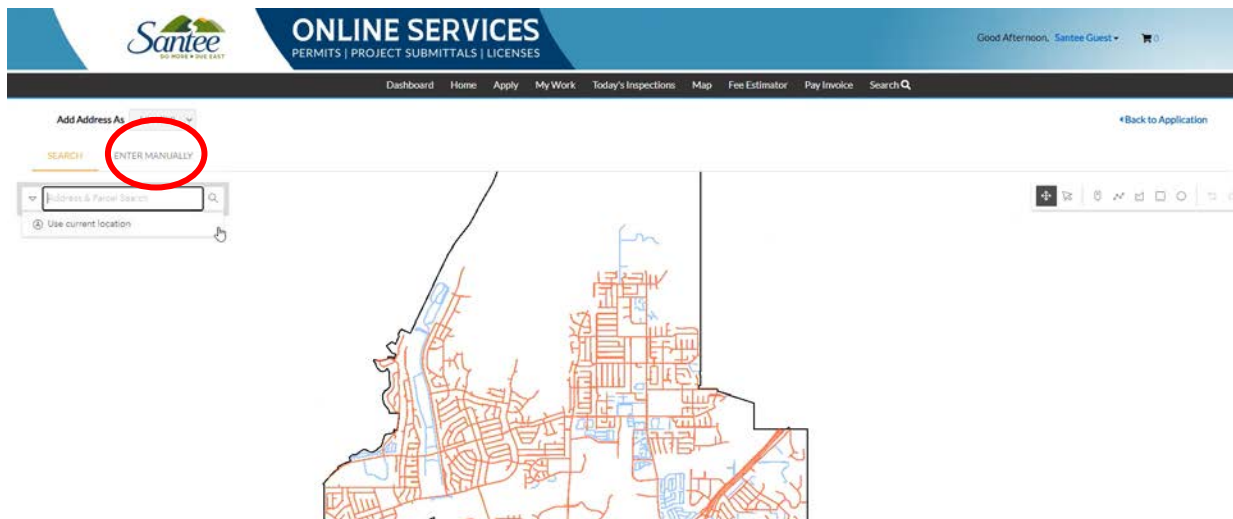 Santee
DO MORE • DUE EAST
ONLINE SERVICES
PERMITS | PROJECT SUBMITTALS | LICENSES
Good Afternoon, Santee Guest
0
Dashboard Home Apply My Work Today's Inspections Map Fee Estimator Pay Invoice Search
Add Address As
Back to Application
SEARCH ENTER MANUALLY
Address & Parcel Search
Use current location